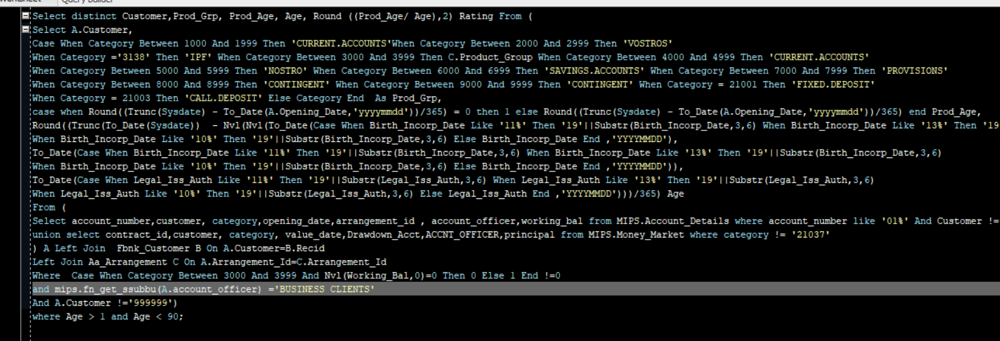 Worksheet Query Builder
Select distinct Customer,Prod_Grp, Prod_Age, Age, Round ((Prod_Age/ Age),2) Rating From (
Select A.Customer,
Case When Category Between 1000 And 1999 Then 'CURRENT.ACCOUNTS'When Category Between 2000 And 2999 Then 'VOSTROS'
When Category ='3138' Then 'IPF' When Category Between 3000 And 3999 Then C.Product_Group When Category Between 4000 And 4999 Then 'CURRENT.ACCOUNTS'
When Category Between 5000 And 5999 Then 'NOSTRO' When Category Between 6000 And 6999 Then 'SAVINGS.ACCOUNTS' When Category Between 7000 And 7999 Then 'PROVISIONS'
When Category Between 8000 And 8999 Then 'CONTINGENT' When Category Between 9000 And 9999 Then 'CONTINGENT' When Category = 21001 Then 'FIXED.DEPOSIT'
When Category = 21003 Then 'CALL.DEPOSIT' Else Category End  As Prod_Grp,
case when Round((Trunc(Sysdate) - To_Date(A.Opening_Date,'yyyymmdd'))/365) = 0 then 1 else Round((Trunc(Sysdate) - To_Date(A.Opening_Date,'yyyymmdd'))/365) end Prod_Age,
Round((Trunc(To_Date(Sysdate))  - Nvl(Nvl(To_Date(Case When Birth_Incorp_Date Like '11%' Then '19'||Substr(Birth_Incorp_Date,3,6) When Birth_Incorp_Date Like '13%' Then '19
When Birth_Incorp_Date Like '10%' Then '19'||Substr(Birth_Incorp_Date,3,6) Else Birth_Incorp_Date End ,'YYYYMMDD'),
To_Date(Case When Birth_Incorp_Date Like '11%' Then '19'||Substr(Birth_Incorp_Date,3,6) When Birth_Incorp_Date Like '13%' Then '19'||Substr(Birth_Incorp_Date,3,6)
When Birth_Incorp_Date Like '10%' Then '19'||Substr(Birth_Incorp_Date,3,6) Else Birth_Incorp_Date End ,'YYYYMMDD')),
To_Date(Case When Legal_Iss_Auth Like '11%' Then '19'||Substr(Legal_Iss_Auth,3,6) When Legal_Iss_Auth Like '13%' Then '19'||Substr(Legal_Iss_Auth,3,6)
When Legal_Iss_Auth Like '10%' Then '19'||Substr(Legal_Iss_Auth,3,6) Else Legal_Iss_Auth End ,'YYYYMMDD')))/365) Age
From (
Select account_number,customer, category,opening_date,arrangement_id , account_officer,working_bal from MIPS.Account_Details where account_number like '01%' And Customer !=
union select contract_id,customer, category, value_date,Drawdown_Acct,ACCNT_OFFICER,principal from MIPS.Money_Market where category != '21037'
) A Left Join  Fbnk_Customer B On A.Customer=B.Recid
Left Join Aa_Arrangement C On A.Arrangement_Id=C.Arrangement_Id
Where  Case When Category Between 3000 And 3999 And Nvl(Working_Bal,0)=0 Then 0 Else 1 End !=0
and mips.fn_get_ssubbu(A.account_officer) ='BUSINESS CLIENTS'
And A.Customer !='999999')
where Age > 1 and Age < 90;